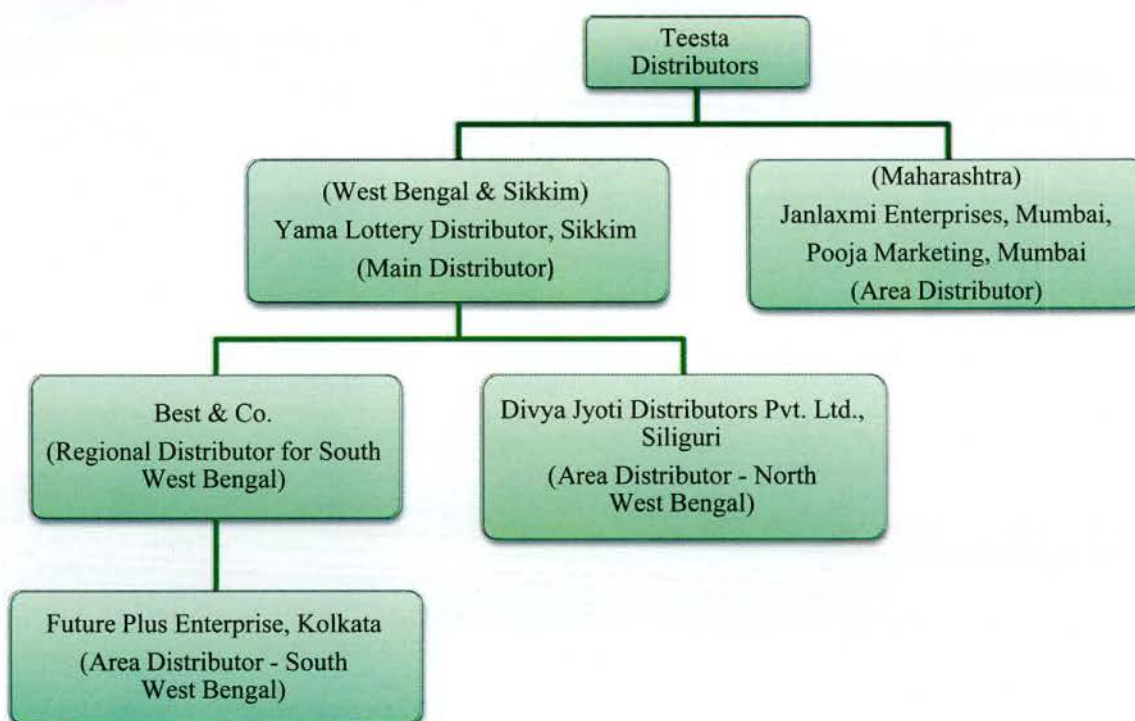 Teesta
Distributors
(West Bengal & Sikkim)
Yama Lottery Distributor, Sikkim
(Main Distributor)
(Maharashtra)
Janlaxmi Enterprises, Mumbai,
Pooja Marketing, Mumbai
(Area Distributor)
Best & Co.
(Regional Distributor for South
West Bengal)
Divya Jyoti Distributors Pvt. Ltd.,
Siliguri
(Area Distributor - North
West Bengal)
Future Plus Enterprise, Kolkata
(Area Distributor - South
West Bengal)